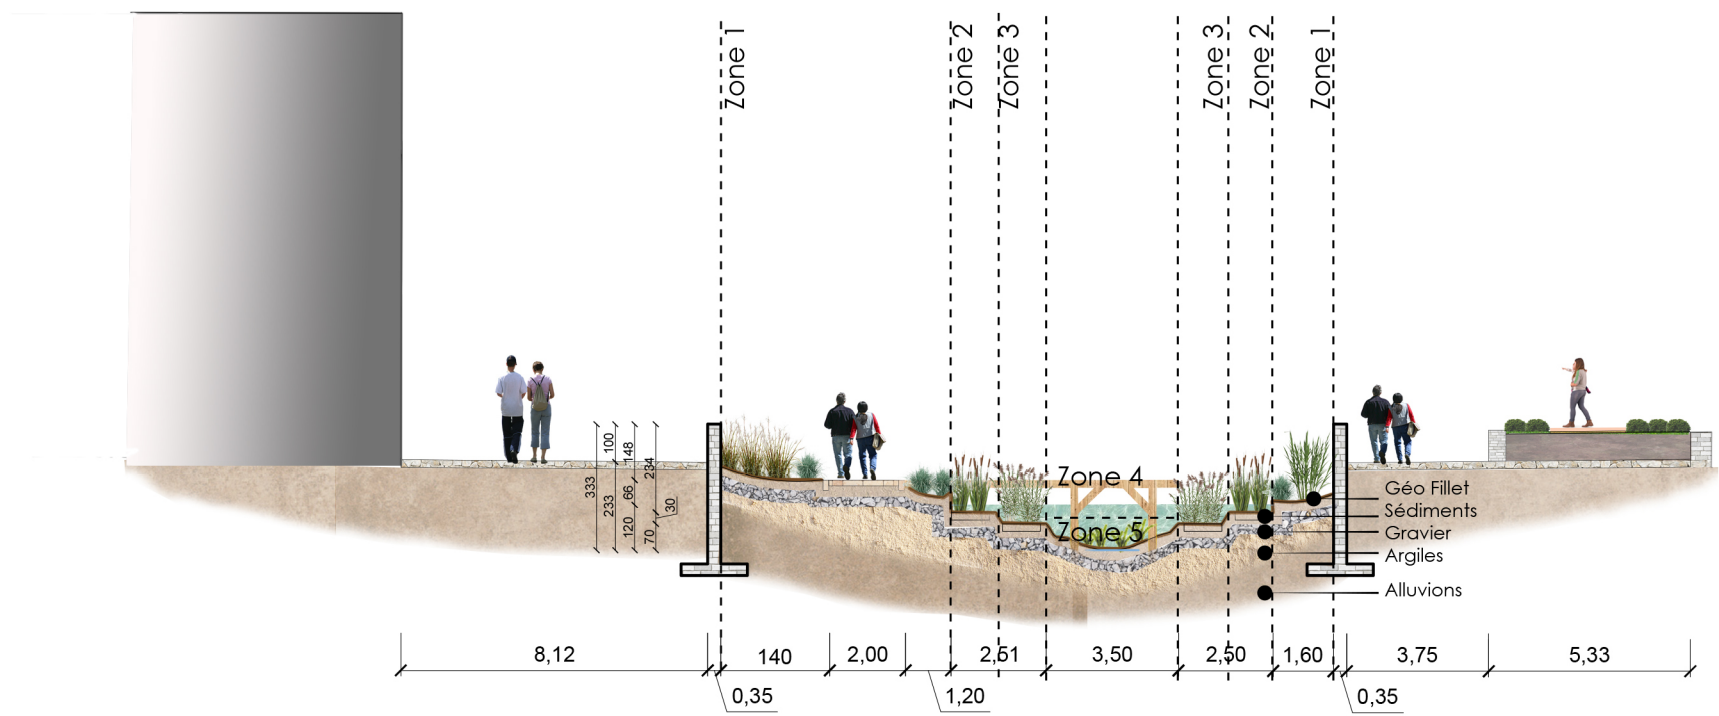 Zone 1
Zone 2
Zone 3
Zone 3
Zone 2
Zone 1
Zone 4
Zone 5
333
100
233
148
66
120
234
30
70
Géo Fillet
Sédiments
Gravier
Argiles
Alluvions
8,12
140
2,00
2,61
3,50
2,50
1,60
3,75
5,33
0,35
1,20
0,35